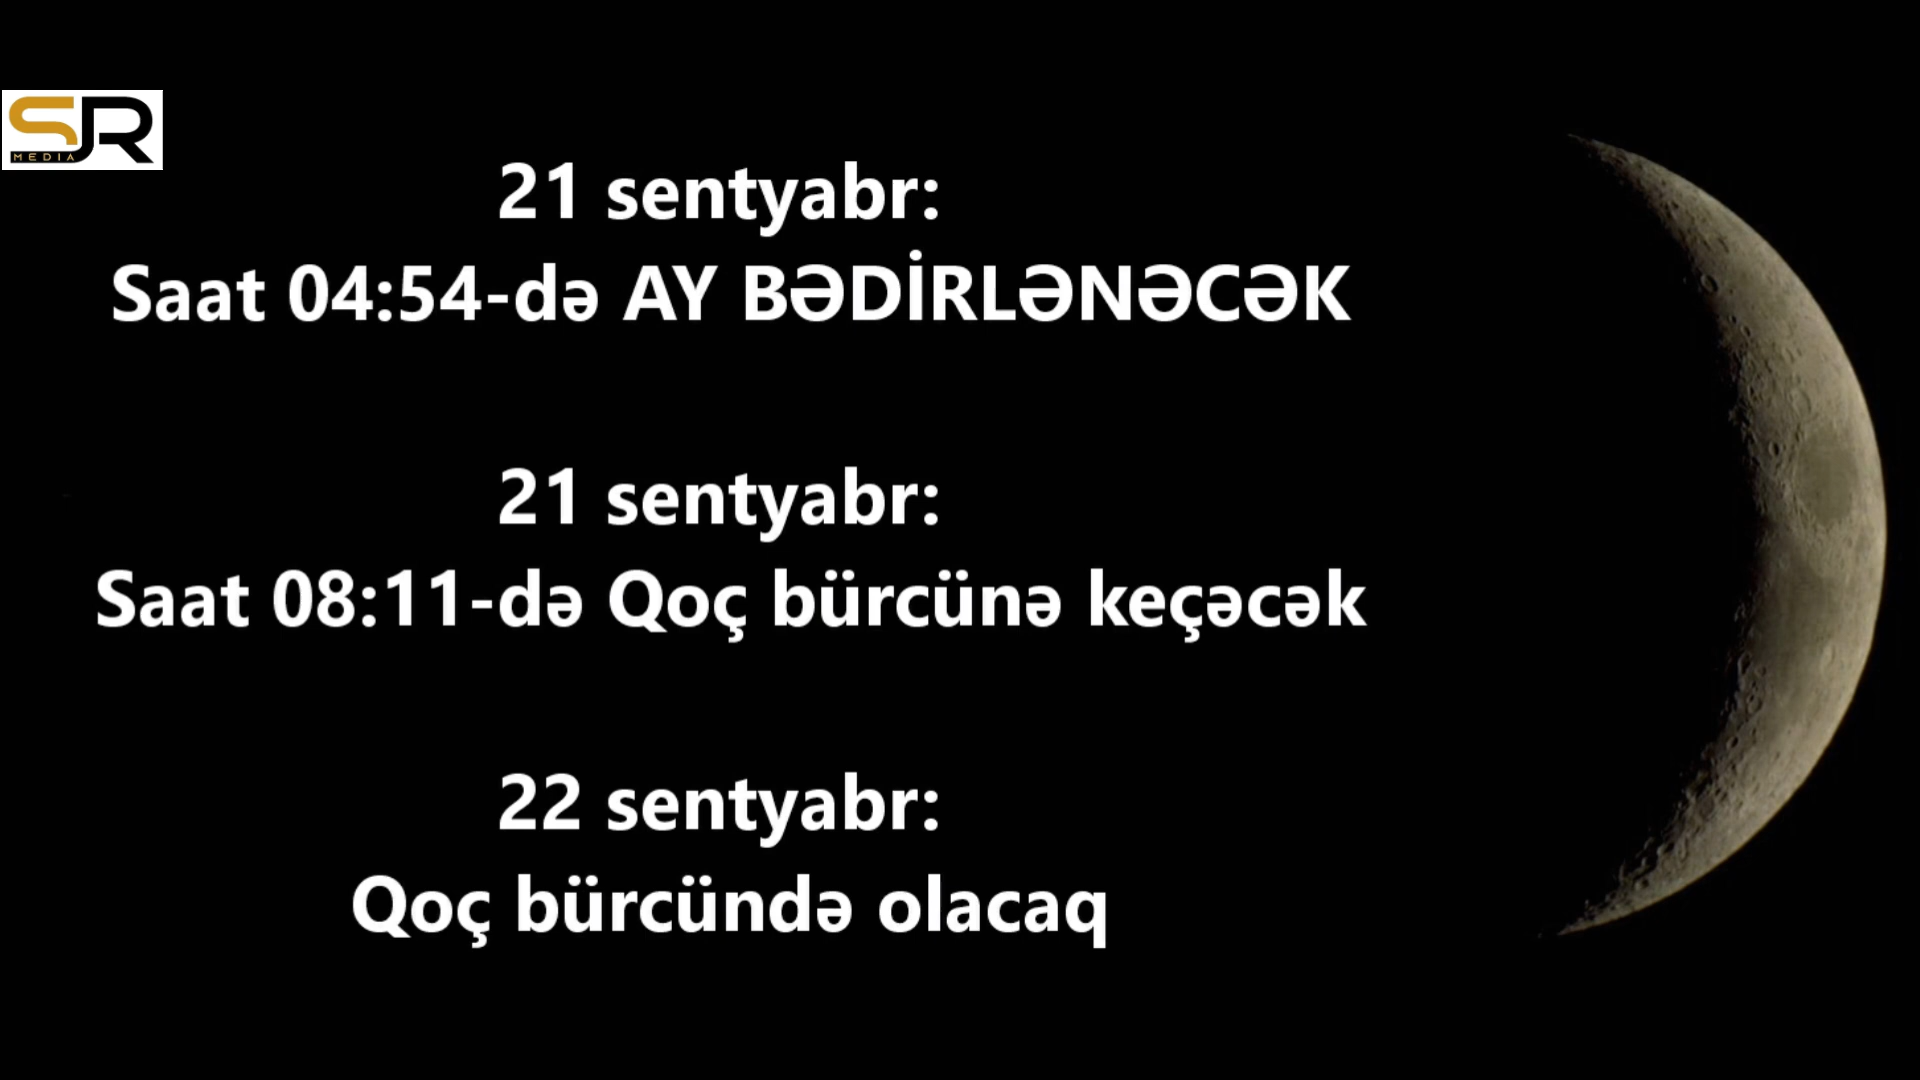 SR
MEDIA
21 sentyabr:
Saat 04:54-də AY BƏDİRLƏNƏCƏK
21 sentyabr:
Saat 08:11-də Qoç bürcünə keçəcək
22 sentyabr:
Qoç bürcündə olacaq